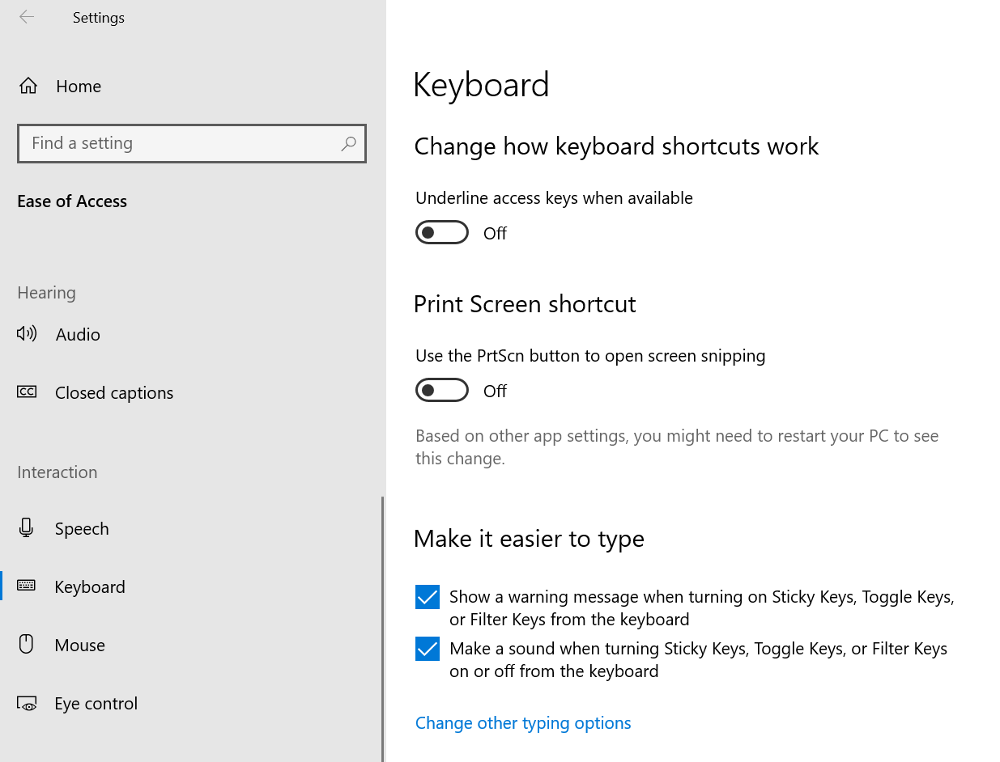 Settings
Home
Find a setting
Ease of Access
Hearing
Audio
Closed captions
Interaction
Speech
Keyboard
Mouse
Eye control
Keyboard
Change how keyboard shortcuts work
Underline access keys when available
Off
Print Screen shortcut
Use the PrtScn button to open screen snipping
Off
Based on other app settings, you might need to restart your PC to see
this change.
Make it easier to type
Show a warning message when turning on Sticky Keys, Toggle Keys,
or Filter Keys from the keyboard
Make a sound when turning Sticky Keys, Toggle Keys, or Filter Keys
on or off from the keyboard
Change other typing options